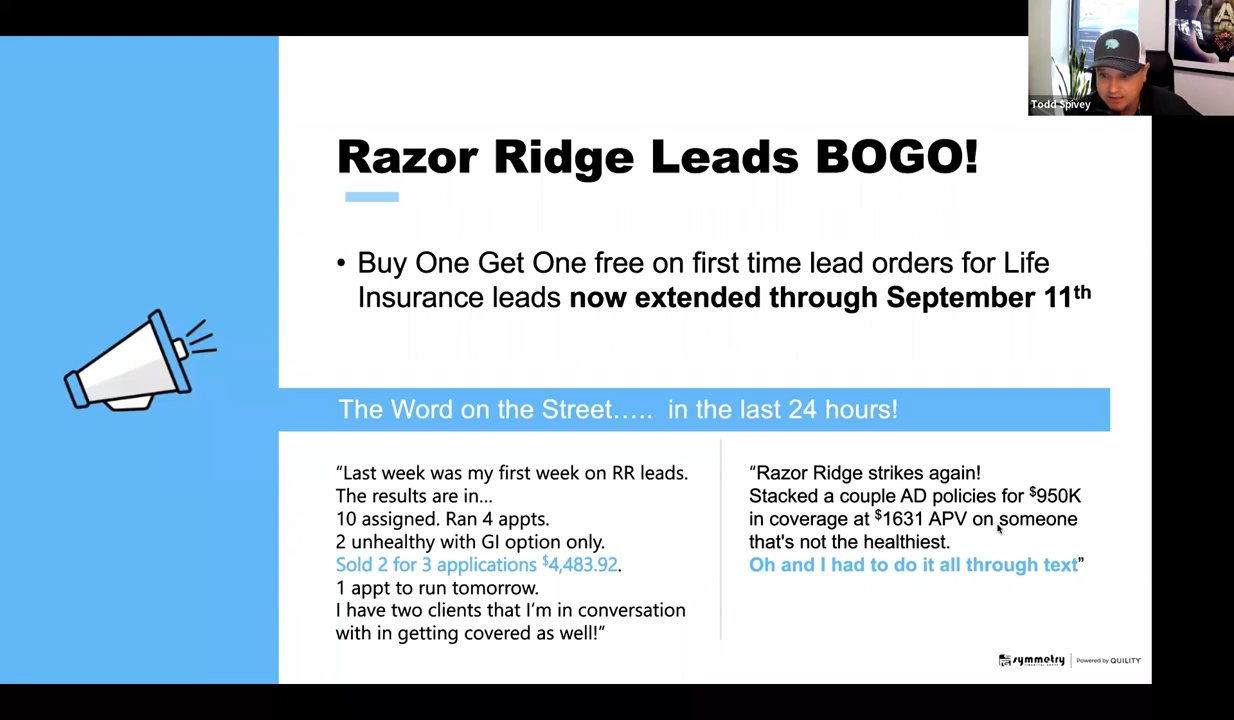 Todd Spivey
Razor Ridge Leads BOGO!
• Buy One Get One free on first time lead orders for Life
Insurance leads now extended through September 11th
The Word on the Street….. in the last 24 hours!
“Last week was my first week on RR leads.
The results are in...
10 assigned. Ran 4 appts.
2 unhealthy with GI option only.
Sold 2 for 3 applications $4,483.92.
1 appt to run tomorrow.
I have two clients that I’m in conversation
with in getting covered as well!”
“Razor Ridge strikes again!
Stacked a couple AD policies for $950K
in coverage at $1631 APV on someone
that's not the healthiest.
Oh and I had to do it all through text”
symmetry
FINANCIAL GROUP
Powered by QUILITY